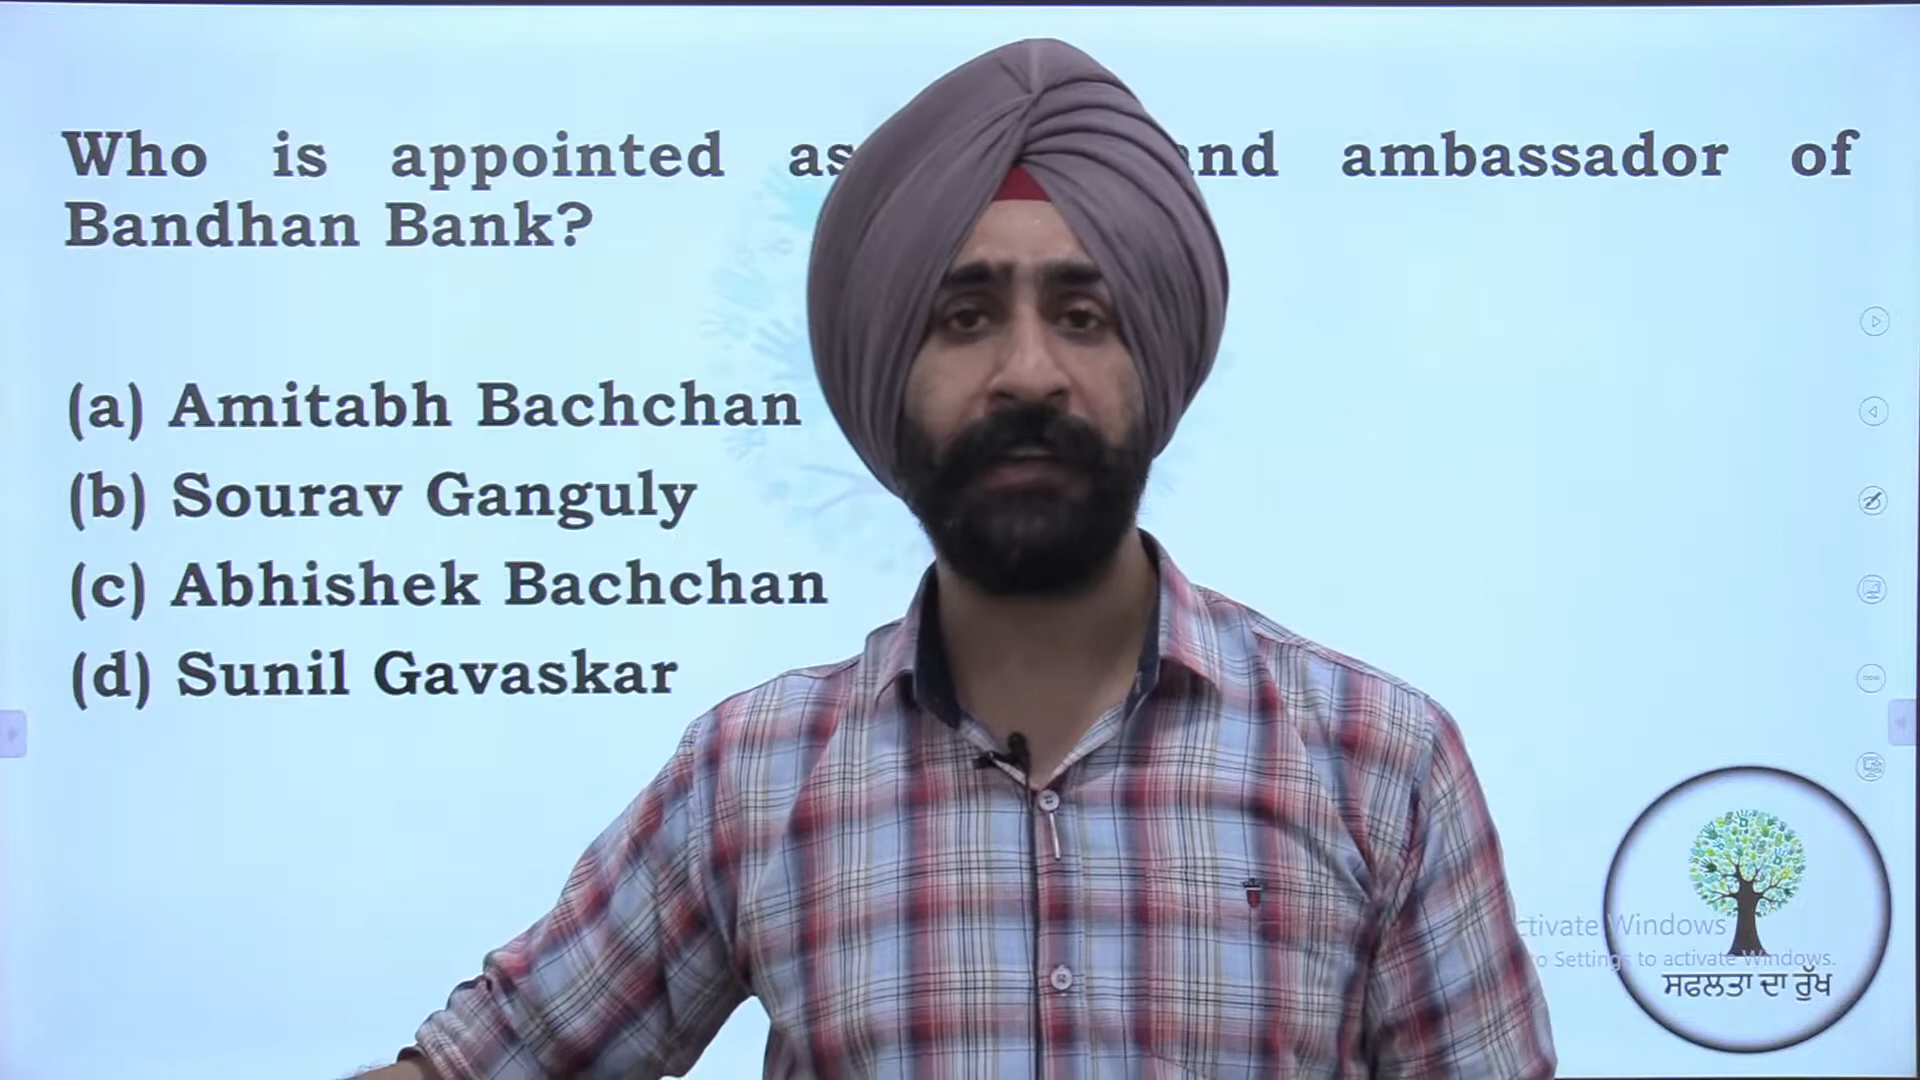 Who is appointed as and ambassador of
Bandhan Bank?
(a) Amitabh Bachchan
(b) Sourav Ganguly
(c) Abhishek Bachchan
(d) Sunil Gavaskar
ctivate Windows
to Settings to activate Windows.
ਸਫਲਤਾ ਦਾ ਰੁੱਖ